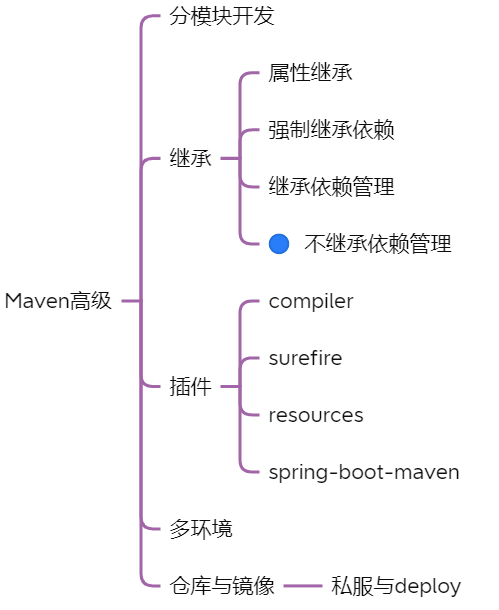 Maven高级
分模块开发
继承
属性继承
强制继承依赖
继承依赖管理
不继承依赖管理
插件
compiler
surefire
resources
spring-boot-maven
多环境
仓库与镜像
私服与deploy